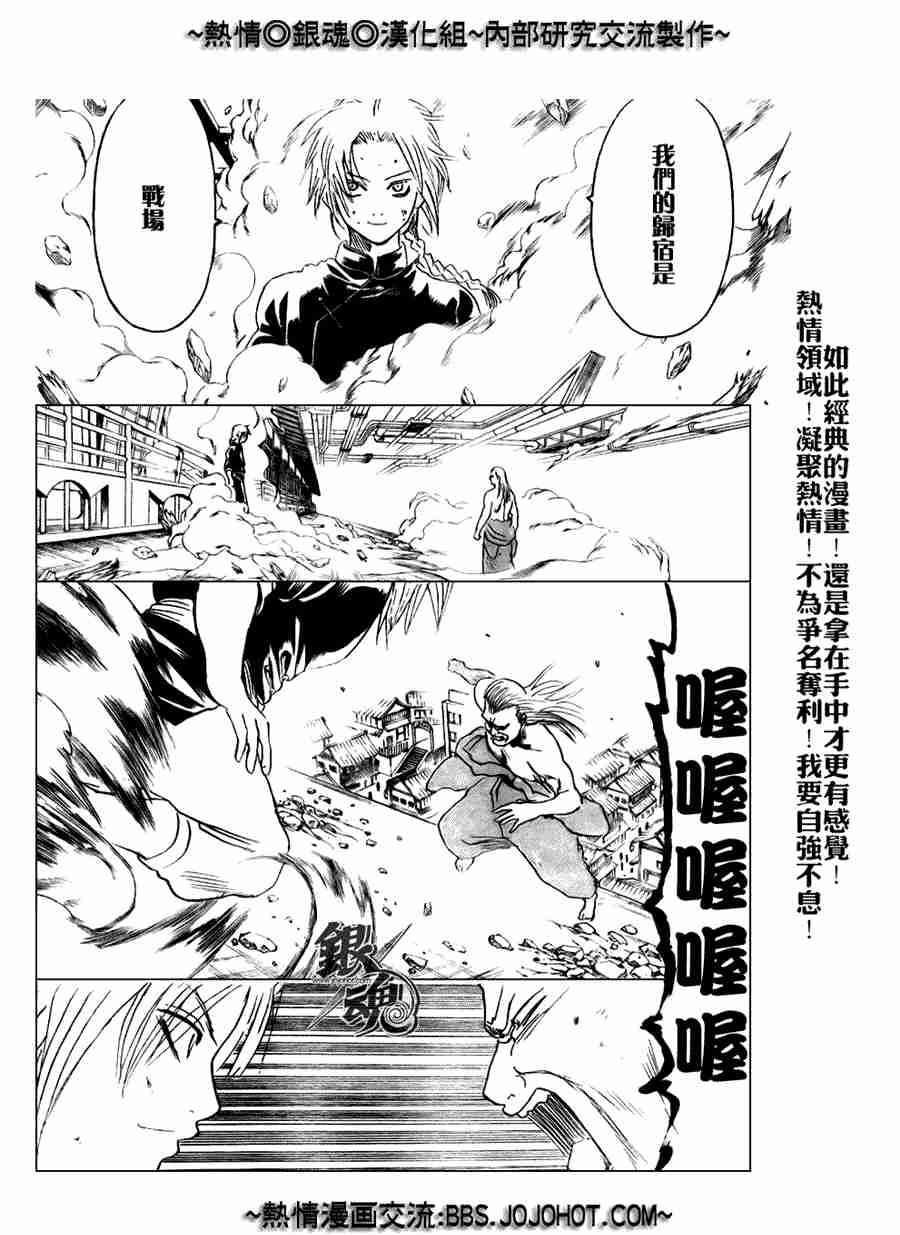 ~熱情◎銀魂◎漢化組~內部研究交流製作~
我們的歸宿是
戰場
如此經典的漫畫！還是拿在手中才更有感覺！
熱情領域！凝聚熱情！不為爭名奪利！我要自強不息！
喔喔喔喔喔
銀魂
www.jojohot.com
~熱情漫画交流:BBS.JOJOHOT.COM~